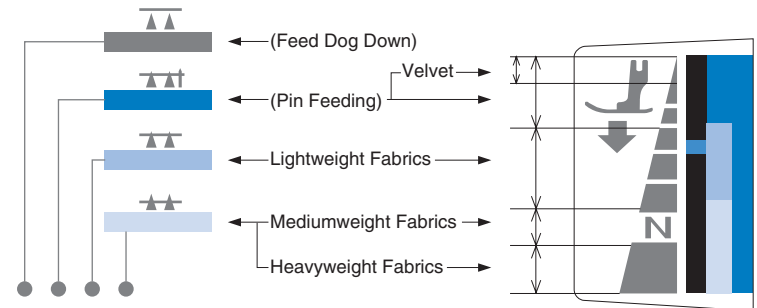 (Feed Dog Down)
Velvet
(Pin Feeding)
Lightweight Fabrics
Mediumweight Fabrics
N
Heavyweight Fabrics